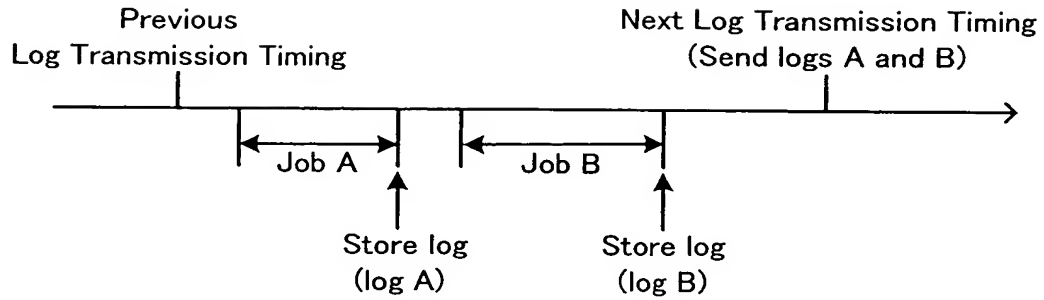 Previous
Log Transmission Timing
Next Log Transmission Timing
(Send logs A and B)
Job A
Job B
Store log
(log A)
Store log
(log B)